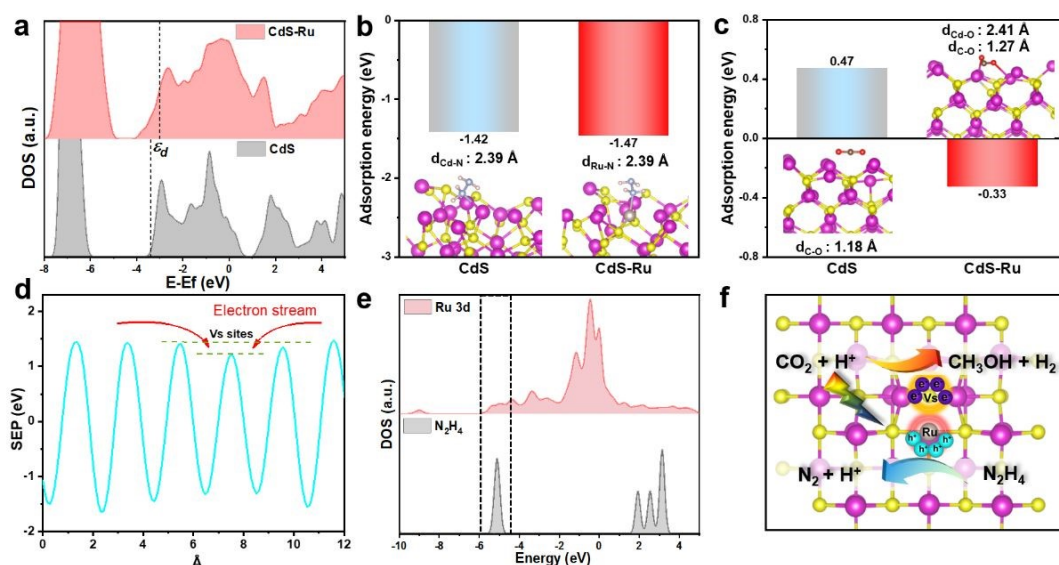 a
CdS-Ru
εd
CdS
DOS (a.u.)
-8 -6 -4 -2 0 2 4
E-Ef (eV)
b
0
-1
-2
-3
Adsorption energy (eV)
-1.42
-1.47
dCd-N : 2.39 Å
dRu-N : 2.39 Å
CdS CdS-Ru
c
0.8
0.4
0.0
-0.4
-0.8
Adsorption energy (eV)
0.47
dCd-O : 2.41 Å
dC-O : 1.27 Å
-0.33
dC-O : 1.18 Å
CdS CdS-Ru
d
2
1
0
-1
-2
SEP (eV)
Electron stream
Vs sites
0 2 4 6 8 10 12
Å
e
Ru 3d
N2H4
DOS (a.u.)
-10 -8 -6 -4 -2 0 2 4
Energy (eV)
f
CO2 + H+ CH3OH + H2
e- e- e- e-
Vs
Ru
h+ h+ h+ h+
N2 + H+ N2H4